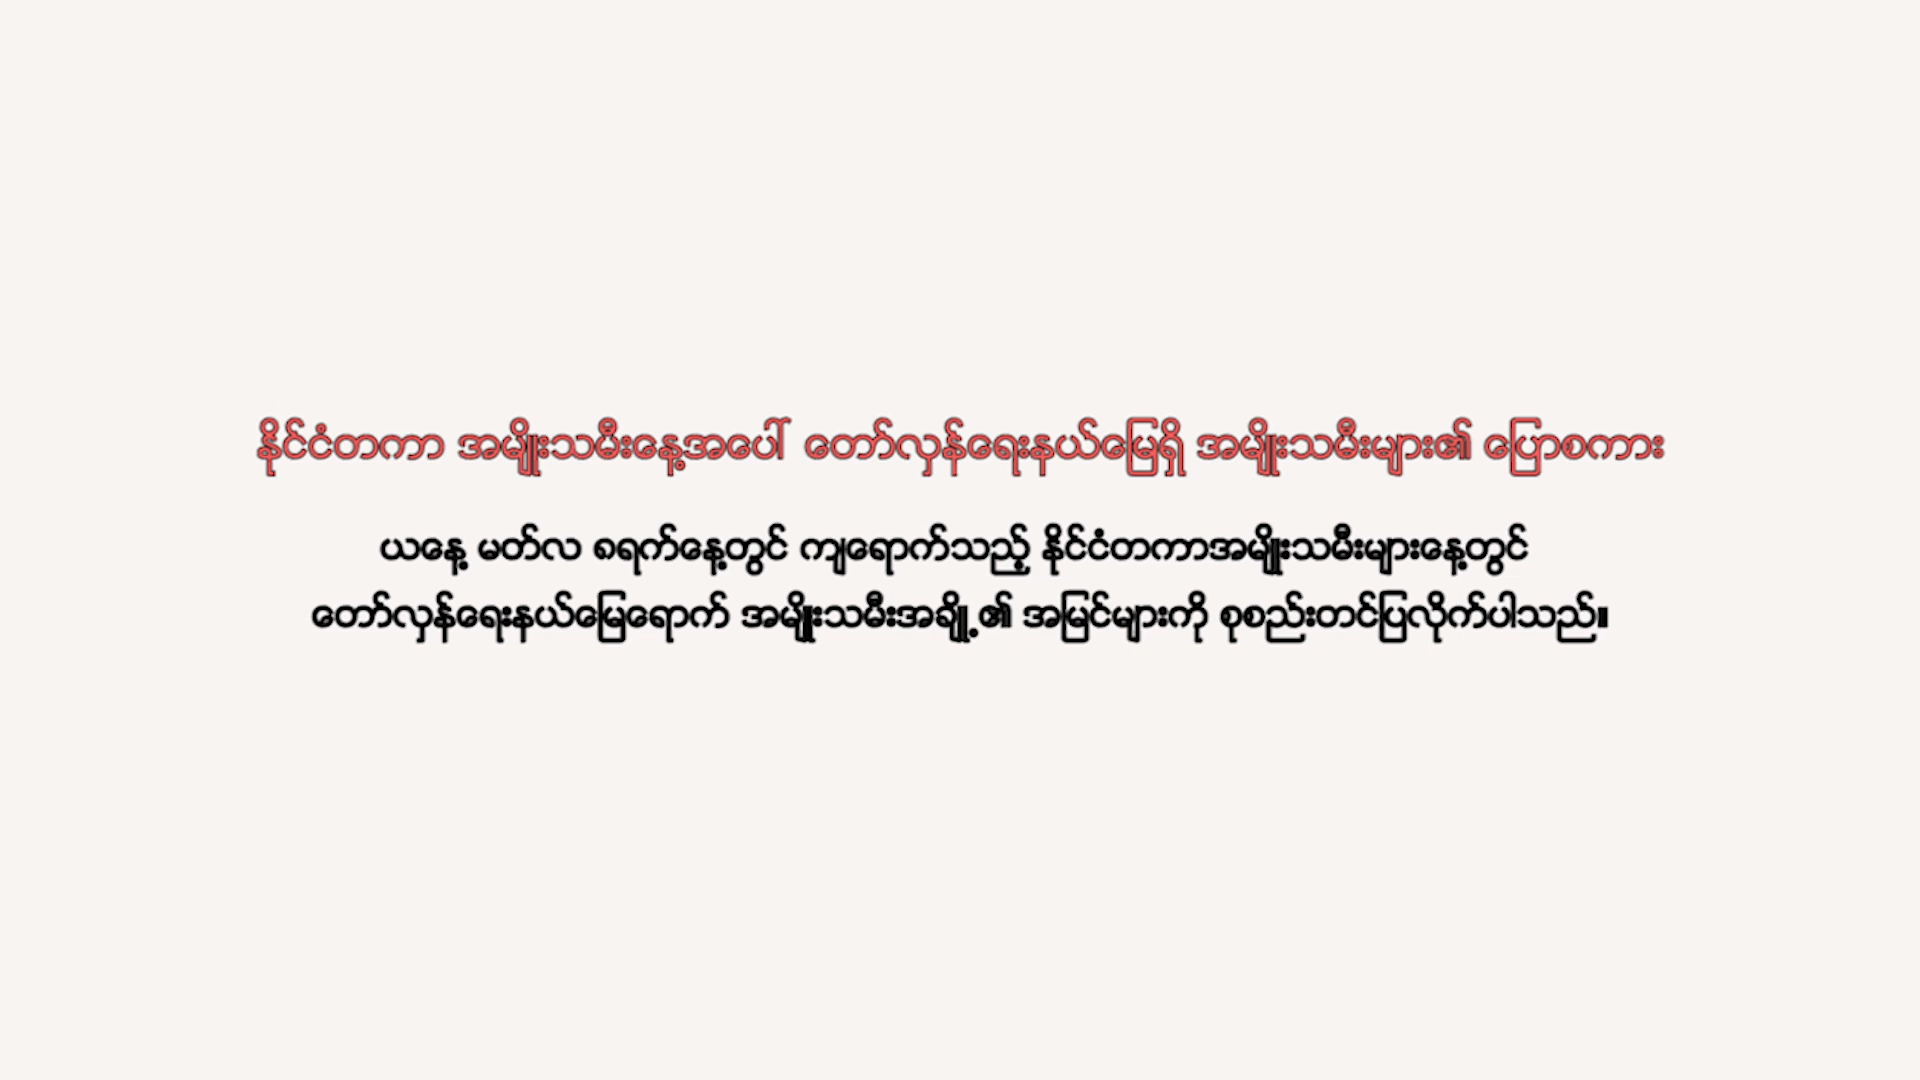 နိုင်ငံတကာ အမျိုးသမီးနေ့အပေါ် တော်လှန်ရေးနယ်မြေရှိ အမျိုးသမီးများ၏ ပြောစကား
ယနေ့ မတ်လ ၈ရက်နေ့တွင် ကျရောက်သည့် နိုင်ငံတကာအမျိုးသမီးများနေ့တွင်
တော်လှန်ရေးနယ်မြေရောက် အမျိုးသမီးအချို့၏ အမြင်များကို စုစည်းတင်ပြလိုက်ပါသည်။